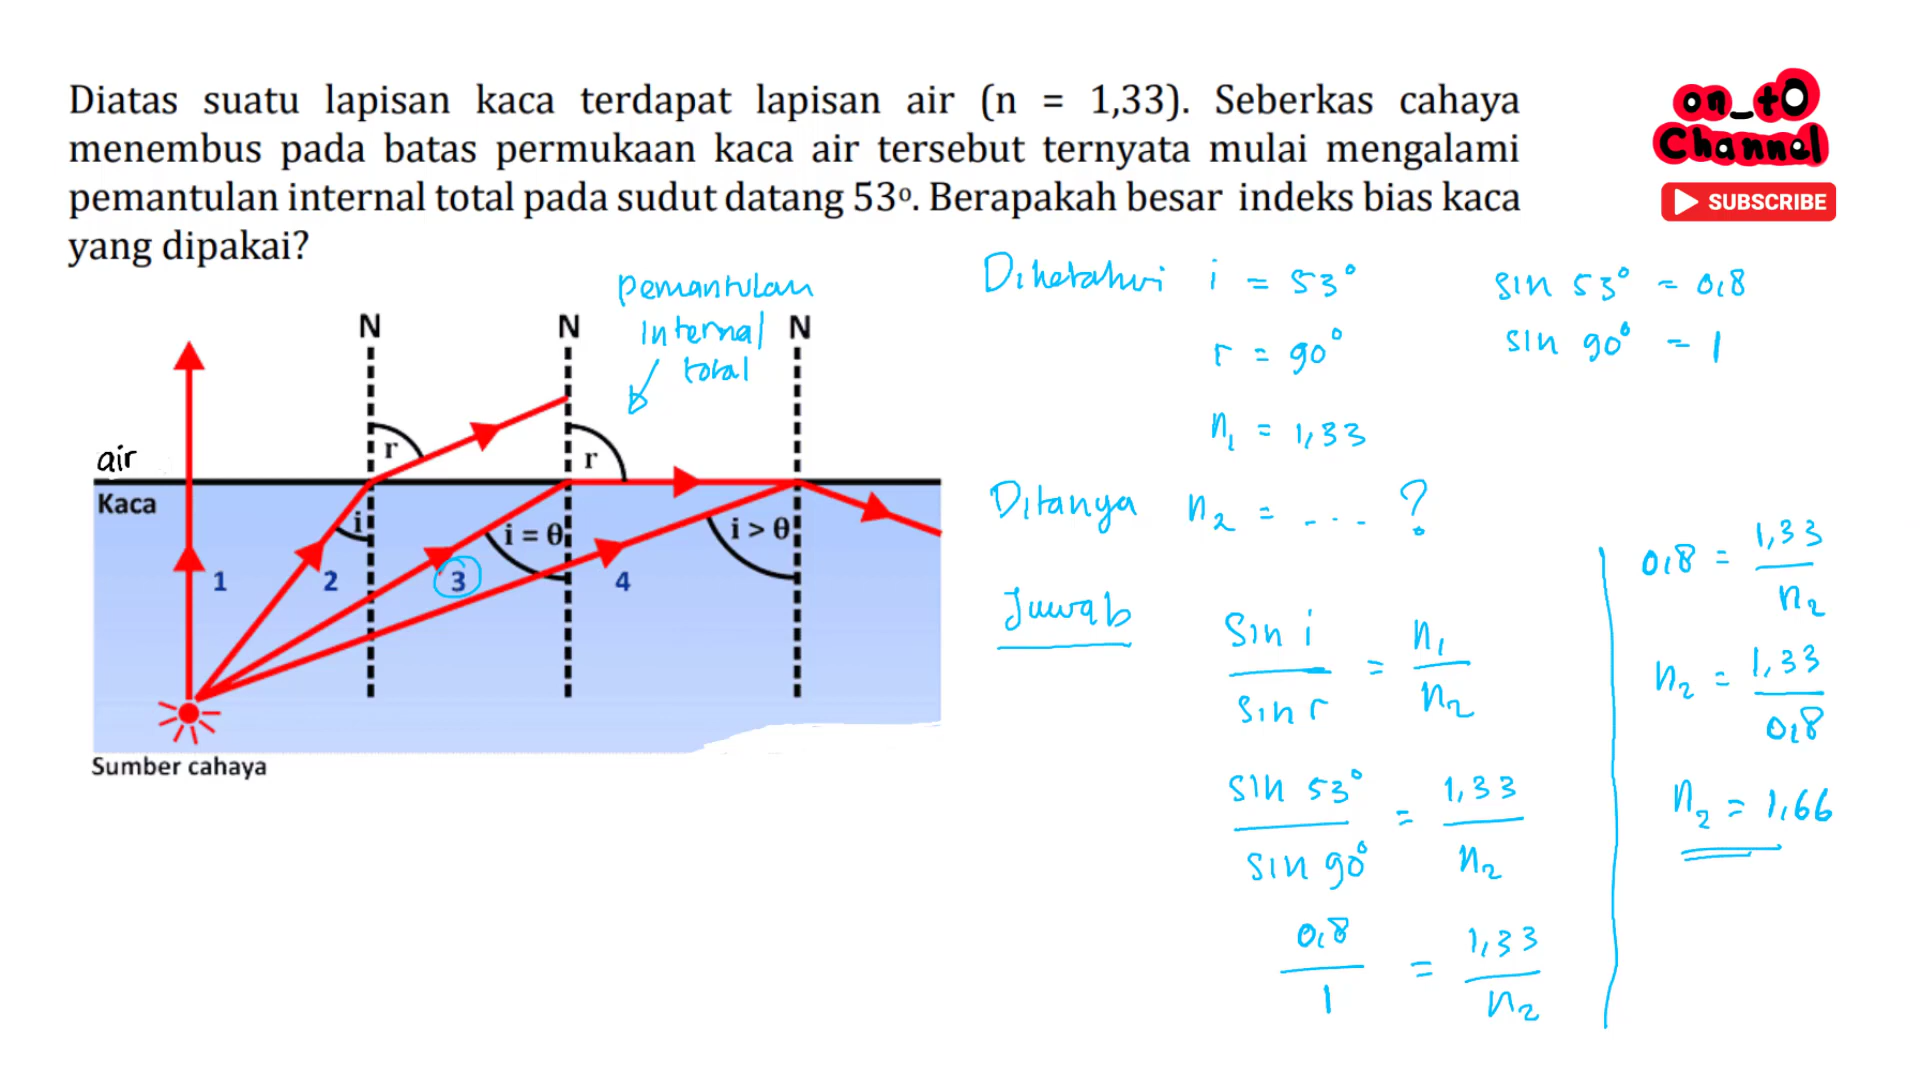 Diatas suatu lapisan kaca terdapat lapisan air (n = 1,33). Seberkas cahaya
menembus pada batas permukaan kaca air tersebut ternyata mulai mengalami
pemantulan internal total pada sudut datang 53°. Berapakah besar indeks bias kaca
yang dipakai?
on_to
Channel
SUBSCRIBE
pemantulan
internal
total
N
N
N
air
Kaca
r
r
i
i = θ
i > θ
1
2
3
4
Sumber cahaya
Diketahui i = 53°
r = 90°
n₁ = 1,33
sin 53° = 0,8
sin 90° = 1
Ditanya n₂ = ... ?
Jawab
sin i / sin r = n₁ / n₂
sin 53° / sin 90° = 1,33 / n₂
0,8 / 1 = 1,33 / n₂
0,8 = 1,33 / n₂
n₂ = 1,33 / 0,8
n₂ = 1,66